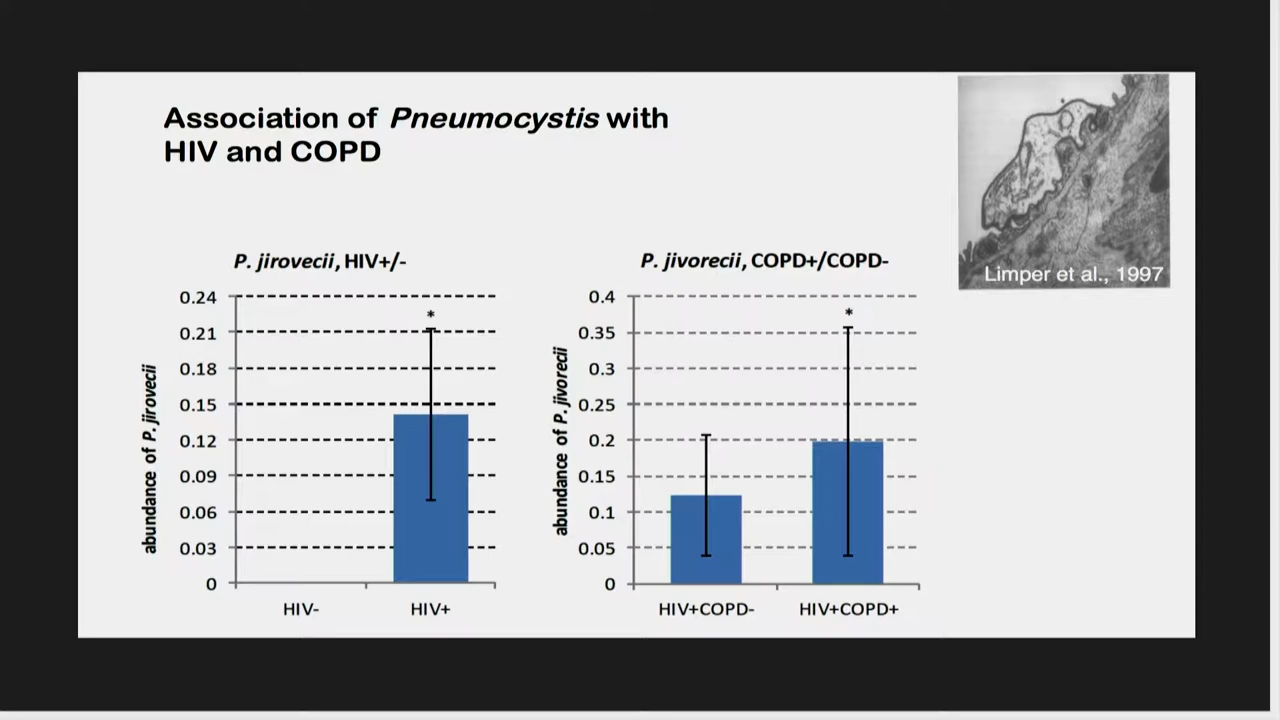 Association of Pneumocystis with
HIV and COPD
Limper et al., 1997
P. jirovecii, HIV+/-
abundance of P. jirovecii
0.24
0.21
0.18
0.15
0.12
0.09
0.06
0.03
0
*
HIV-
HIV+
P. jivorecii, COPD+/COPD-
abundance of P. jivorecii
0.4
0.35
0.3
0.25
0.2
0.15
0.1
0.05
0
*
HIV+COPD-
HIV+COPD+